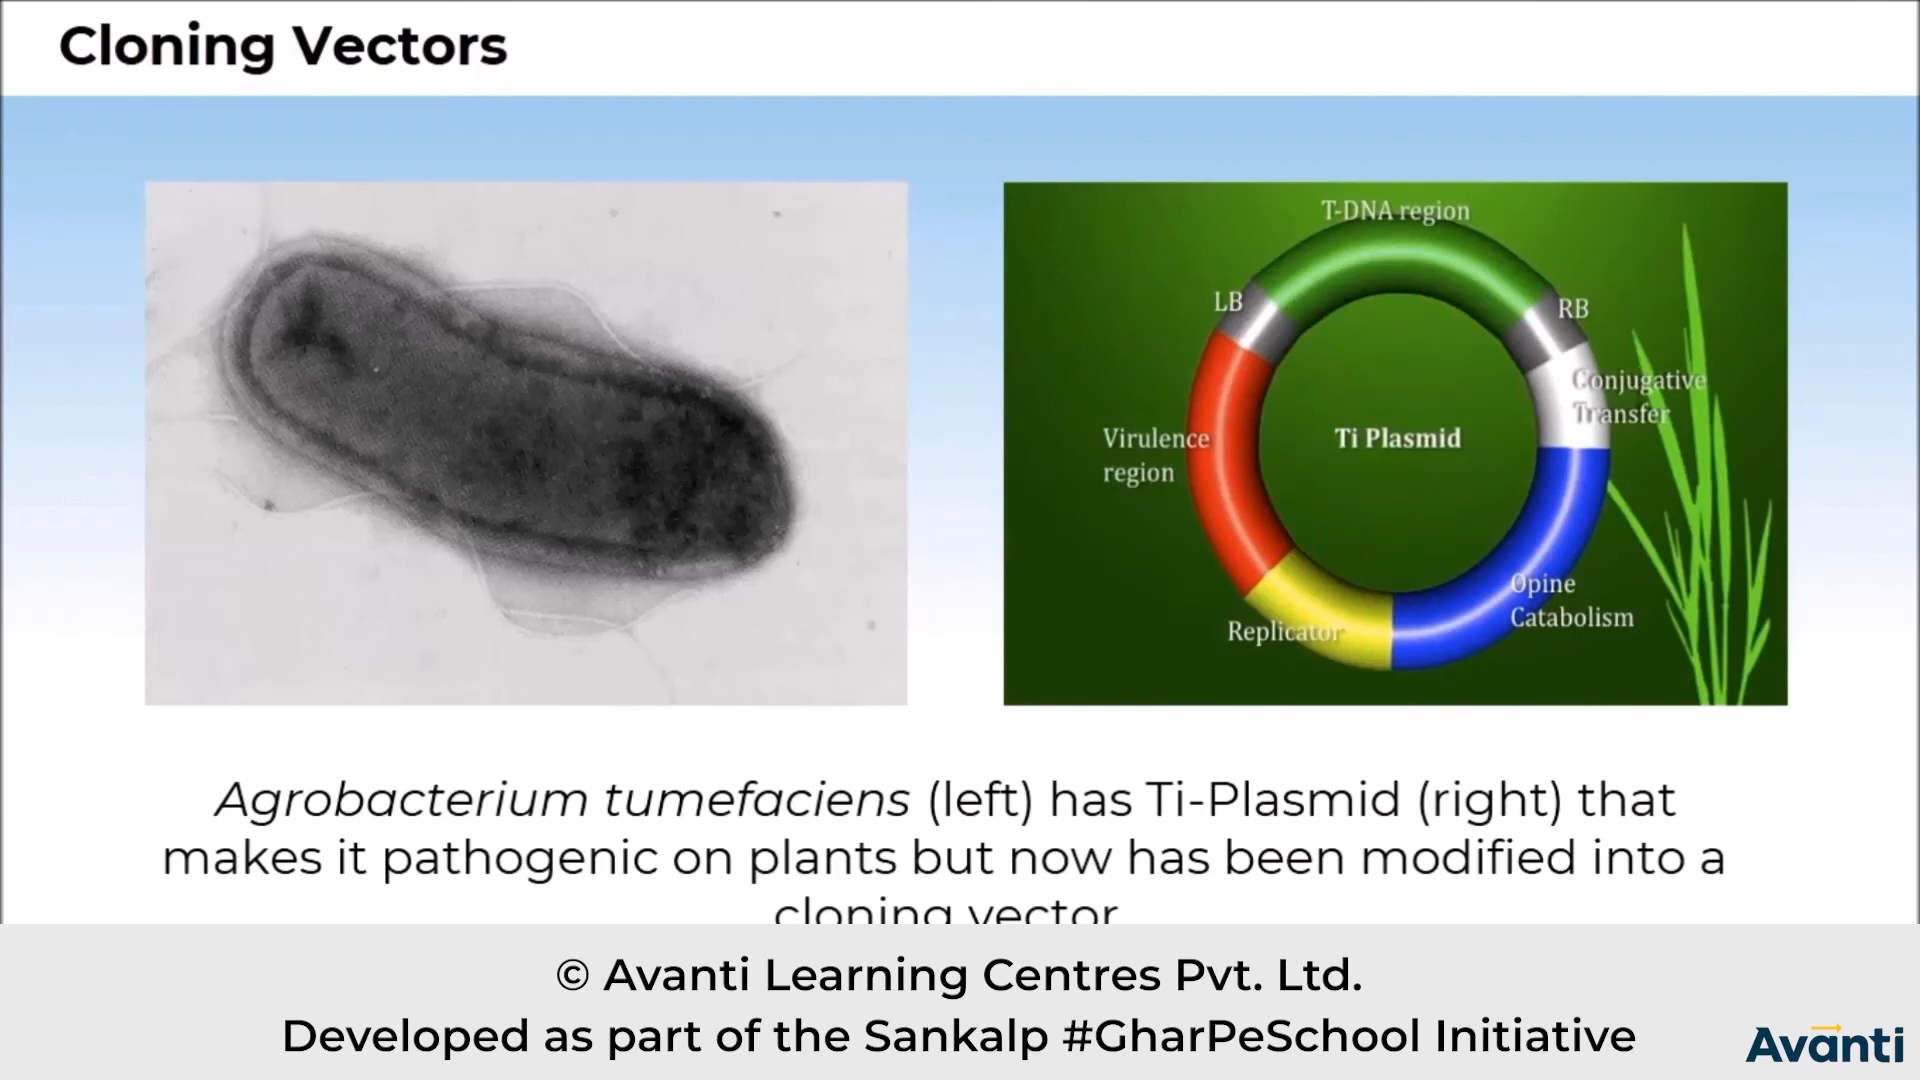 Cloning Vectors
T-DNA region
LB
RB
Conjugative
Transfer
Virulence
region
Ti Plasmid
Opine
Catabolism
Replicator
Agrobacterium tumefaciens (left) has Ti-Plasmid (right) that
makes it pathogenic on plants but now has been modified into a
cloning vector
© Avanti Learning Centres Pvt. Ltd.
Developed as part of the Sankalp #GharPeSchool Initiative
Avanti